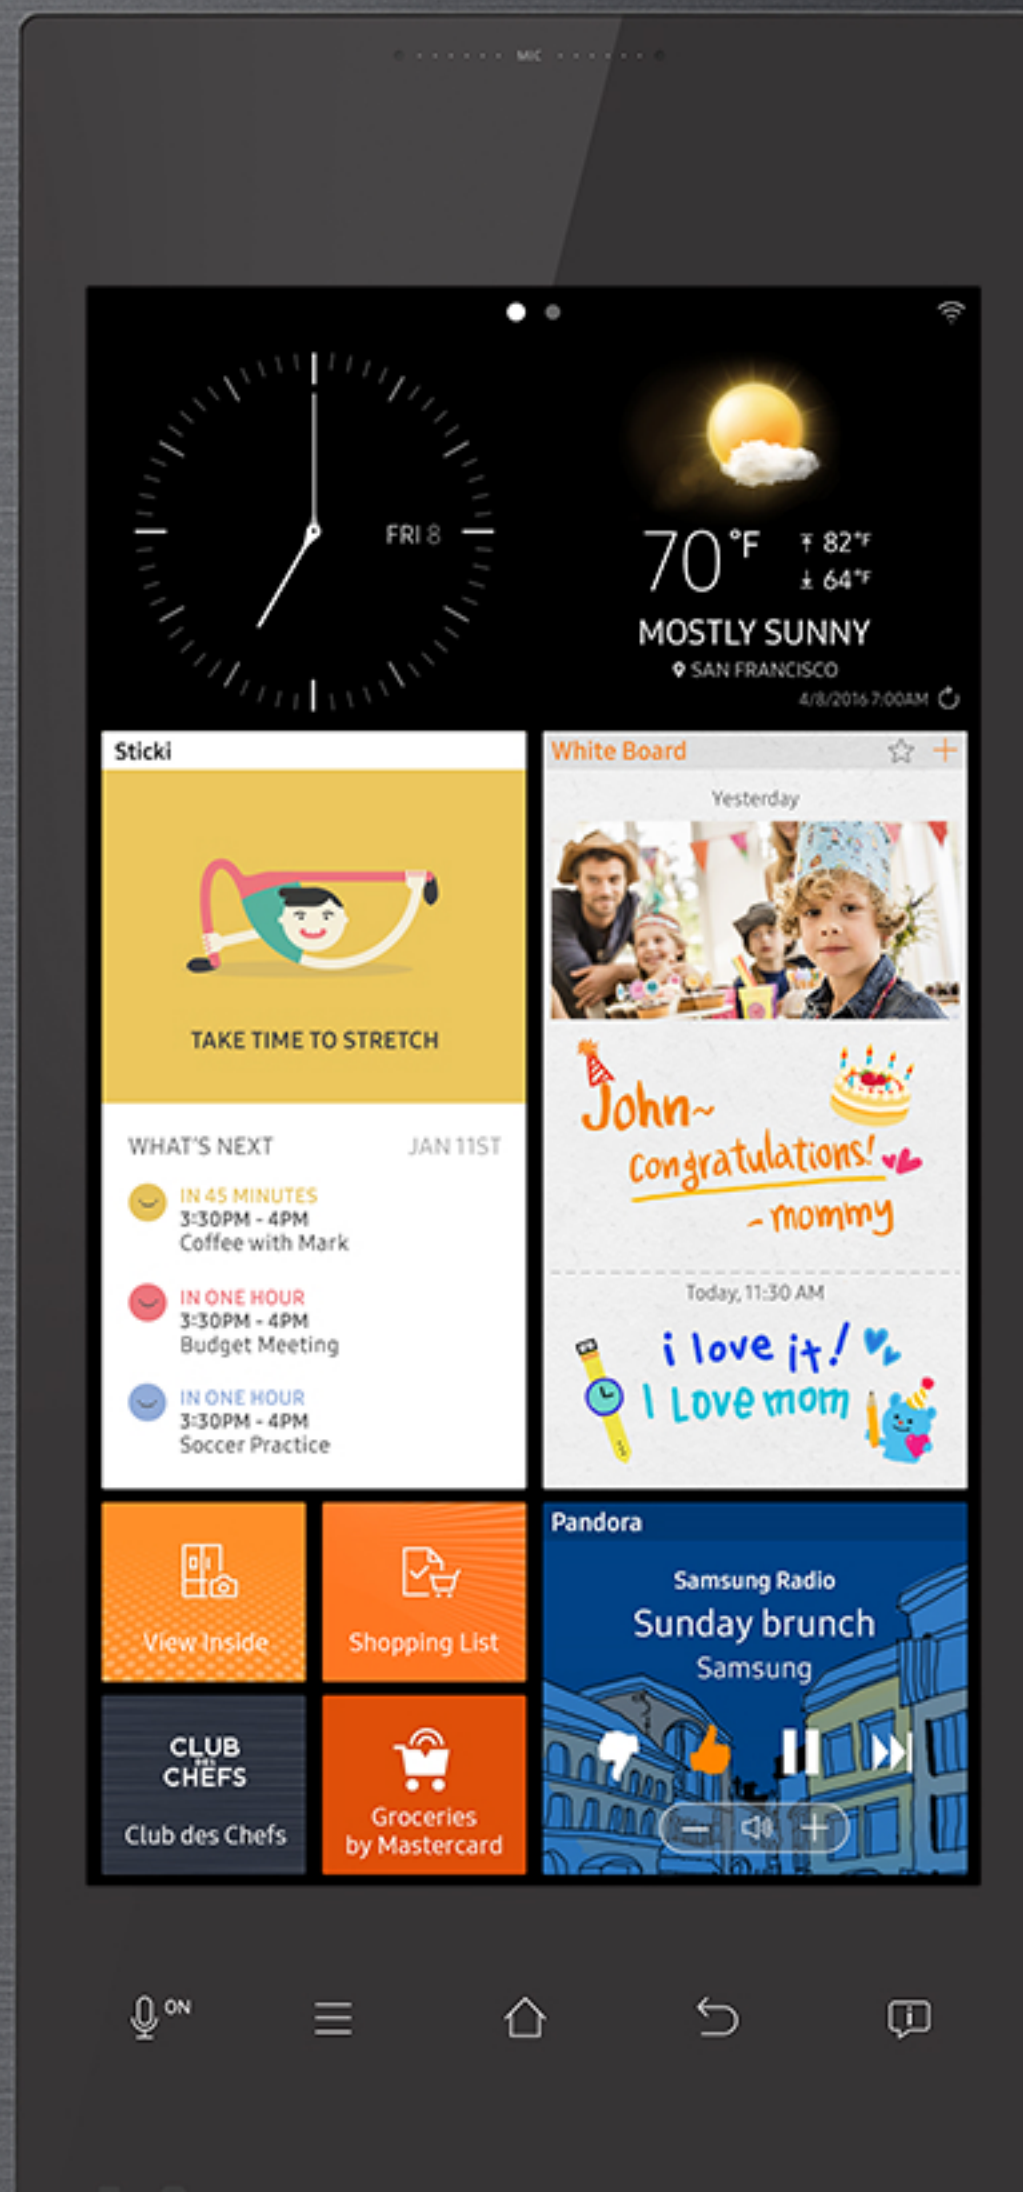 MIC
FRI 8
70°F
82°F
64°F
MOSTLY SUNNY
SAN FRANCISCO
4/8/2016 7:00AM
Sticki
TAKE TIME TO STRETCH
WHAT'S NEXT
JAN 11ST
IN 45 MINUTES
3:30PM - 4PM
Coffee with Mark
IN ONE HOUR
3:30PM - 4PM
Budget Meeting
IN ONE HOUR
3:30PM - 4PM
Soccer Practice
White Board
Yesterday
John~
congratulations!
- mommy
Today, 11:30 AM
i love it!
I Love mom
View Inside
Shopping List
CLUB
DES
CHEFS
Club des Chefs
Groceries
by Mastercard
Pandora
Samsung Radio
Sunday brunch
Samsung
ON